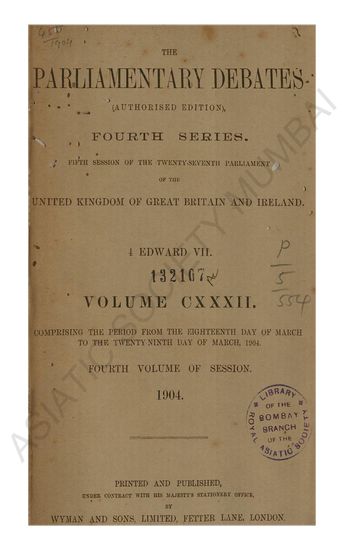 450
1904
THE
PARLIAMENTARY DEBATES
(AUTHORISED EDITION),
FOURTH SERIES.
FIFTH SESSION OF THE TWENTY-SEVENTH PARLIAMENT
OF THE
UNITED KINGDOM OF GREAT BRITAIN AND IRELAND.
4 EDWARD VII.
132167
P
5
554
VOLUME CXXXII.
COMPRISING THE PERIOD FROM THE EIGHTEENTH DAY OF MARCH
TO THE TWENTY-NINTH DAY OF MARCH, 1904.
FOURTH VOLUME OF SESSION.
1904.
LIBRARY
OF THE
BOMBAY
BRANCH
OF THE
ROYAL ASIATIC SOCIETY
PRINTED AND PUBLISHED,
UNDER CONTRACT WITH HIS MAJESTY'S STATIONERY OFFICE,
BY
WYMAN AND SONS, LIMITED, FETTER LANE, LONDON.
ASIATIC SOCIETY MUMBAI